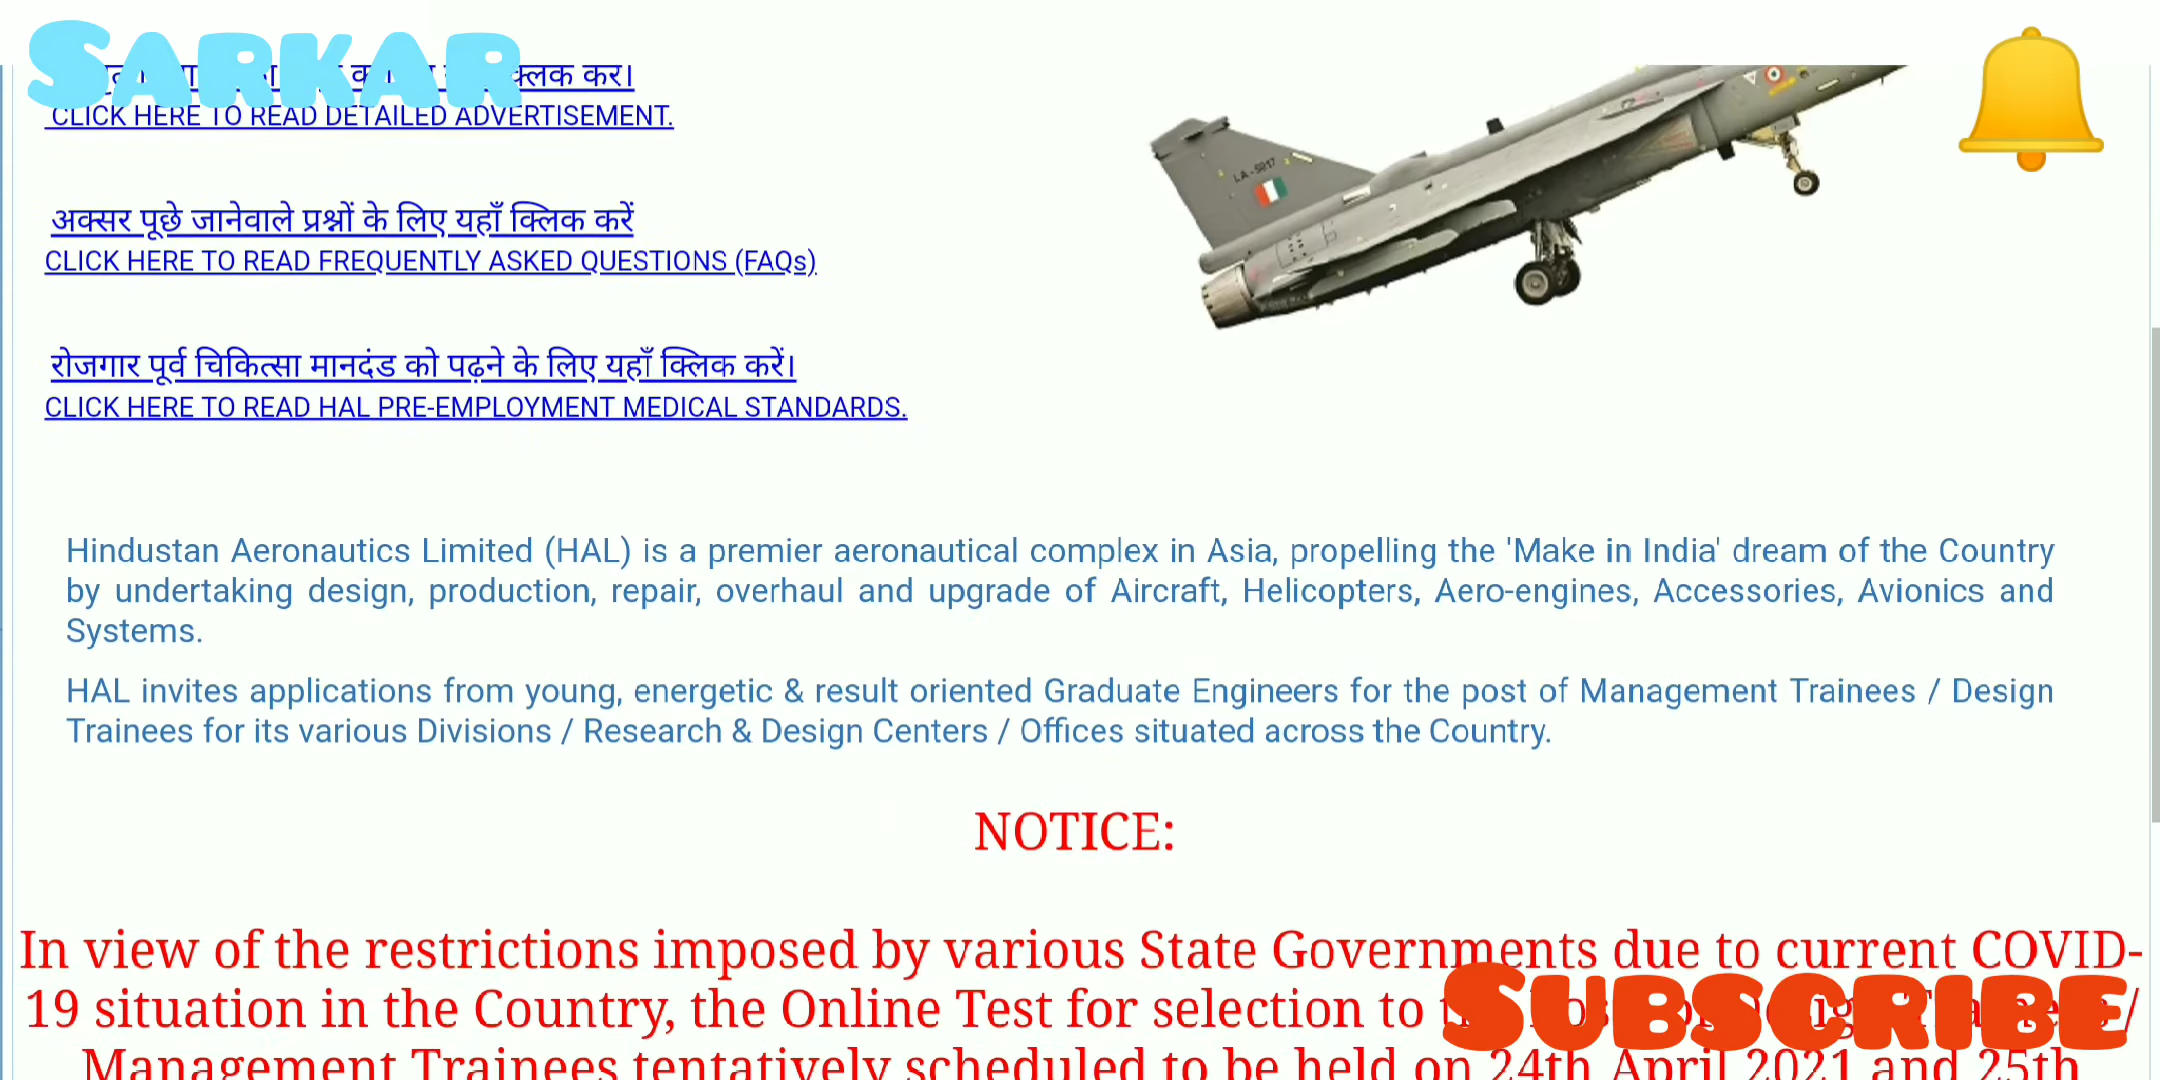 SARKAR
क्लिक करें।
CLICK HERE TO READ DETAILED ADVERTISEMENT.
LA-5017
अक्सर पूछे जानेवाले प्रश्नों के लिए यहाँ क्लिक करें
CLICK HERE TO READ FREQUENTLY ASKED QUESTIONS (FAQs)
रोजगार पूर्व चिकित्सा मानदंड को पढ़ने के लिए यहाँ क्लिक करें।
CLICK HERE TO READ HAL PRE-EMPLOYMENT MEDICAL STANDARDS.
Hindustan Aeronautics Limited (HAL) is a premier aeronautical complex in Asia, propelling the 'Make in India' dream of the Country
by undertaking design, production, repair, overhaul and upgrade of Aircraft, Helicopters, Aero-engines, Accessories, Avionics and
Systems.
HAL invites applications from young, energetic & result oriented Graduate Engineers for the post of Management Trainees / Design
Trainees for its various Divisions / Research & Design Centers / Offices situated across the Country.
NOTICE:
In view of the restrictions imposed by various State Governments due to current COVID-
19 situation in the Country, the Online Test for selection to /
SUBSCRIBE
Management Trainees tentatively scheduled to be held on 24th April 2021 and 25th